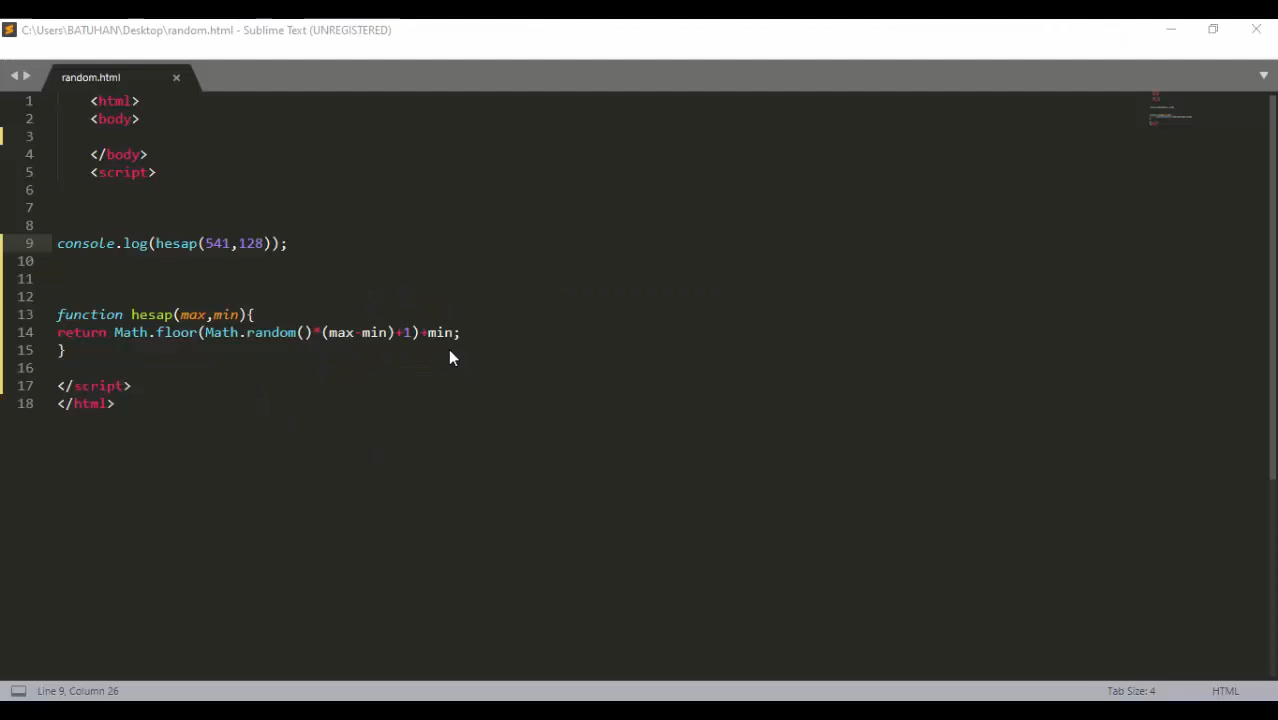 C:\Users\BATUHAN\Desktop\random.html - Sublime Text (UNREGISTERED)
random.html
1 <html>
2 <body>
3
4 </body>
5 <script>
6
7
8
9 console.log(hesap(541,128));
10
11
12
13 function hesap(max,min){
14 return Math.floor(Math.random()*(max-min)+1)+min;
15 }
16
17 </script>
18 </html>
Line 9, Column 26 Tab Size: 4 HTML